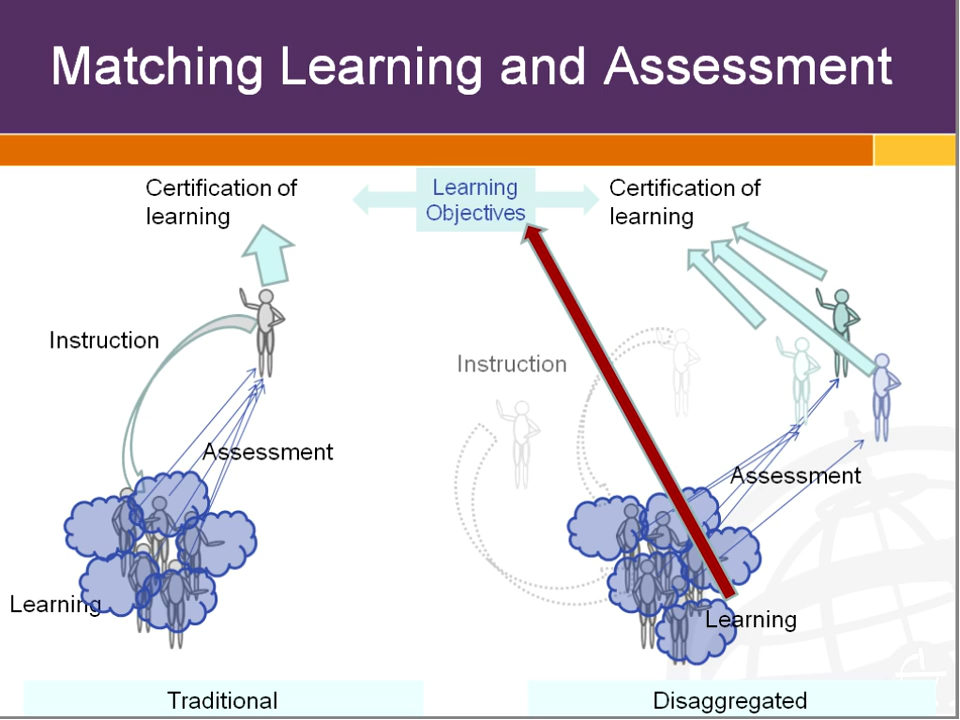 Matching Learning and Assessment
Certification of
learning
Learning
Objectives
Certification of
learning
Instruction
Instruction
Assessment
Assessment
Learning
Learning
Traditional
Disaggregated